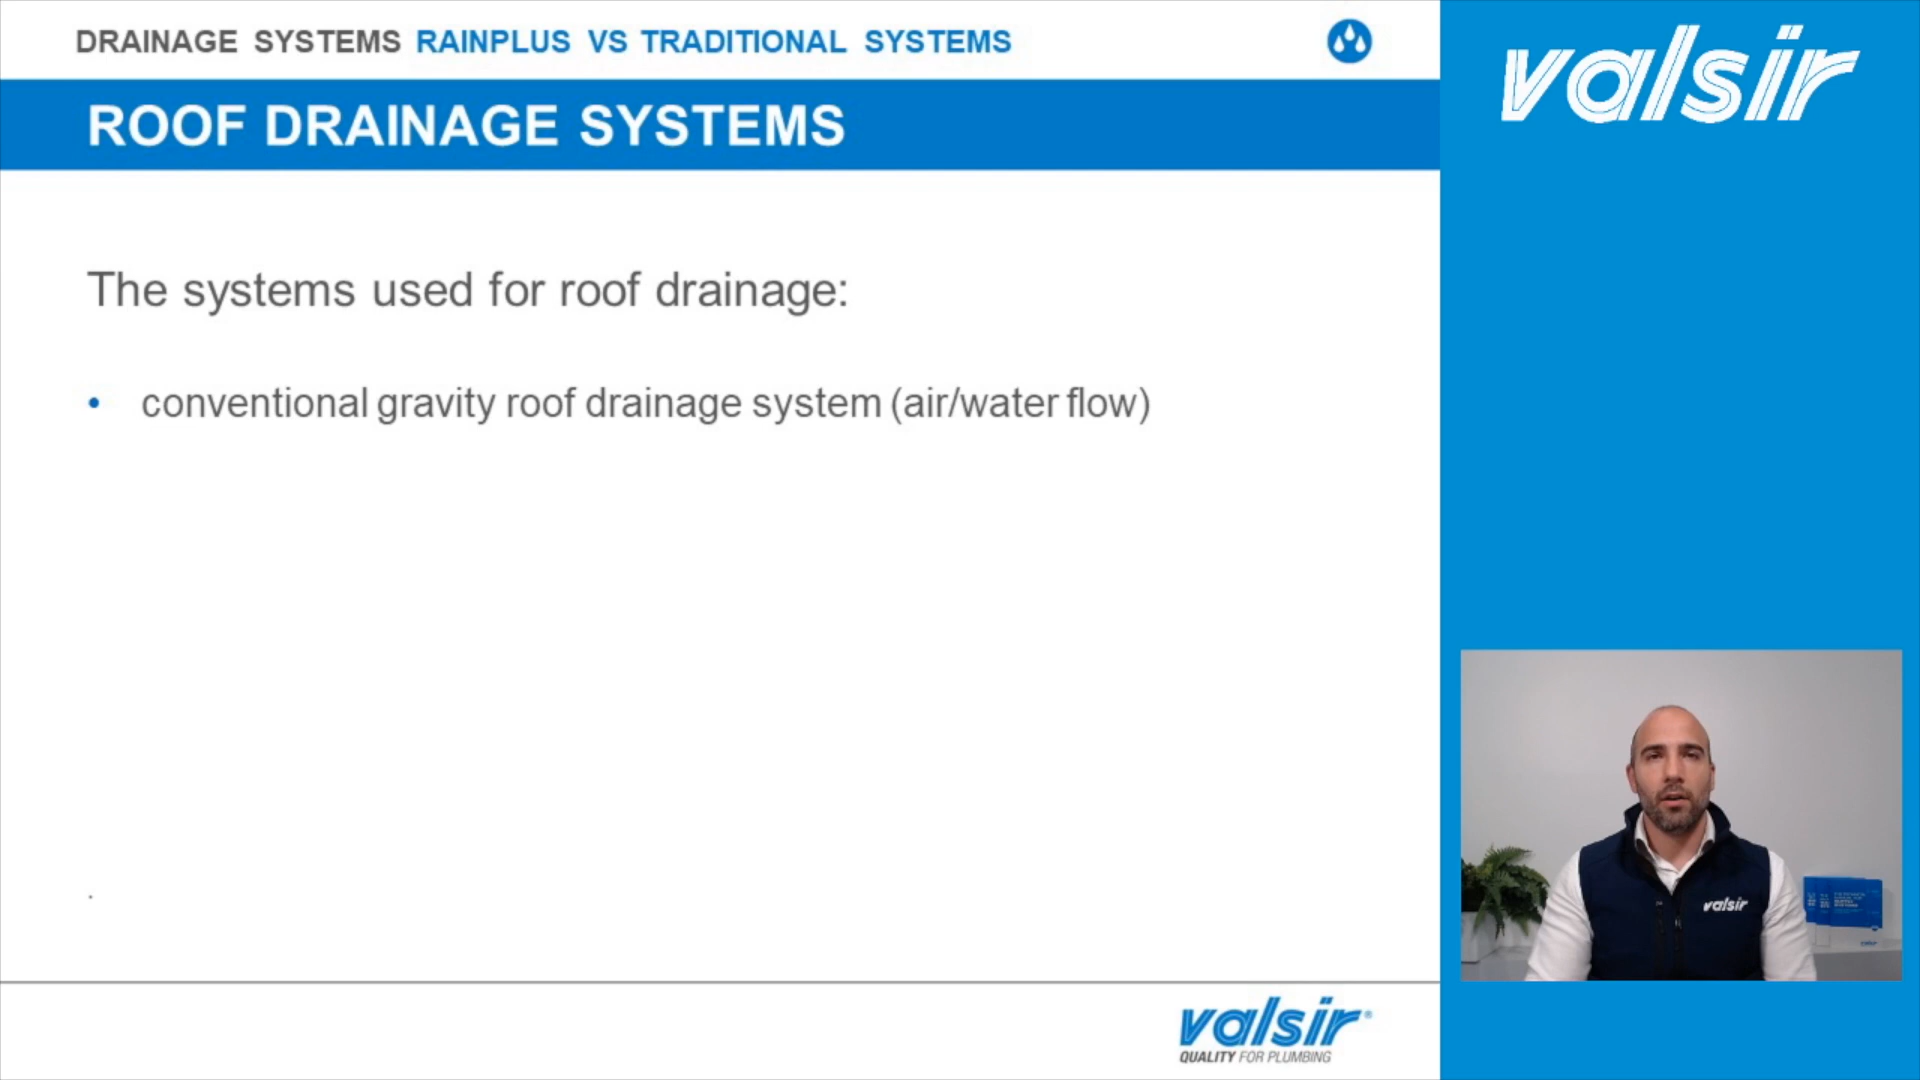 DRAINAGE SYSTEMS RAINPLUS VS TRADITIONAL SYSTEMS
valsir
ROOF DRAINAGE SYSTEMS
The systems used for roof drainage:
• conventional gravity roof drainage system (air/water flow)
.
valsir
valsir®
QUALITY FOR PLUMBING